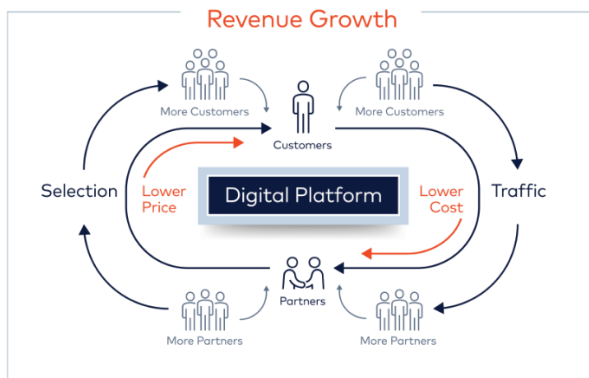 Revenue Growth
More Customers
More Customers
Customers
Selection
Lower
Price
Digital Platform
Lower
Cost
Traffic
Partners
More Partners
More Partners